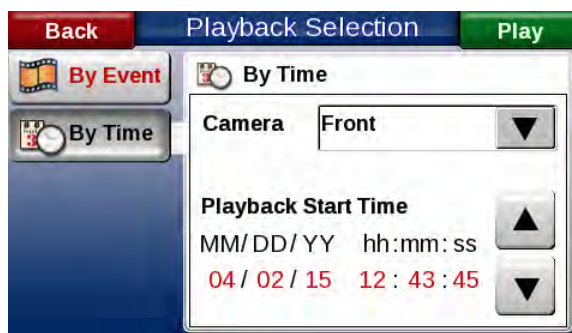 Back Playback Selection Play
By Event
By Time
By Time
Camera Front
Playback Start Time
MM/DD/YY hh:mm:ss
04/02/15 12:43:45